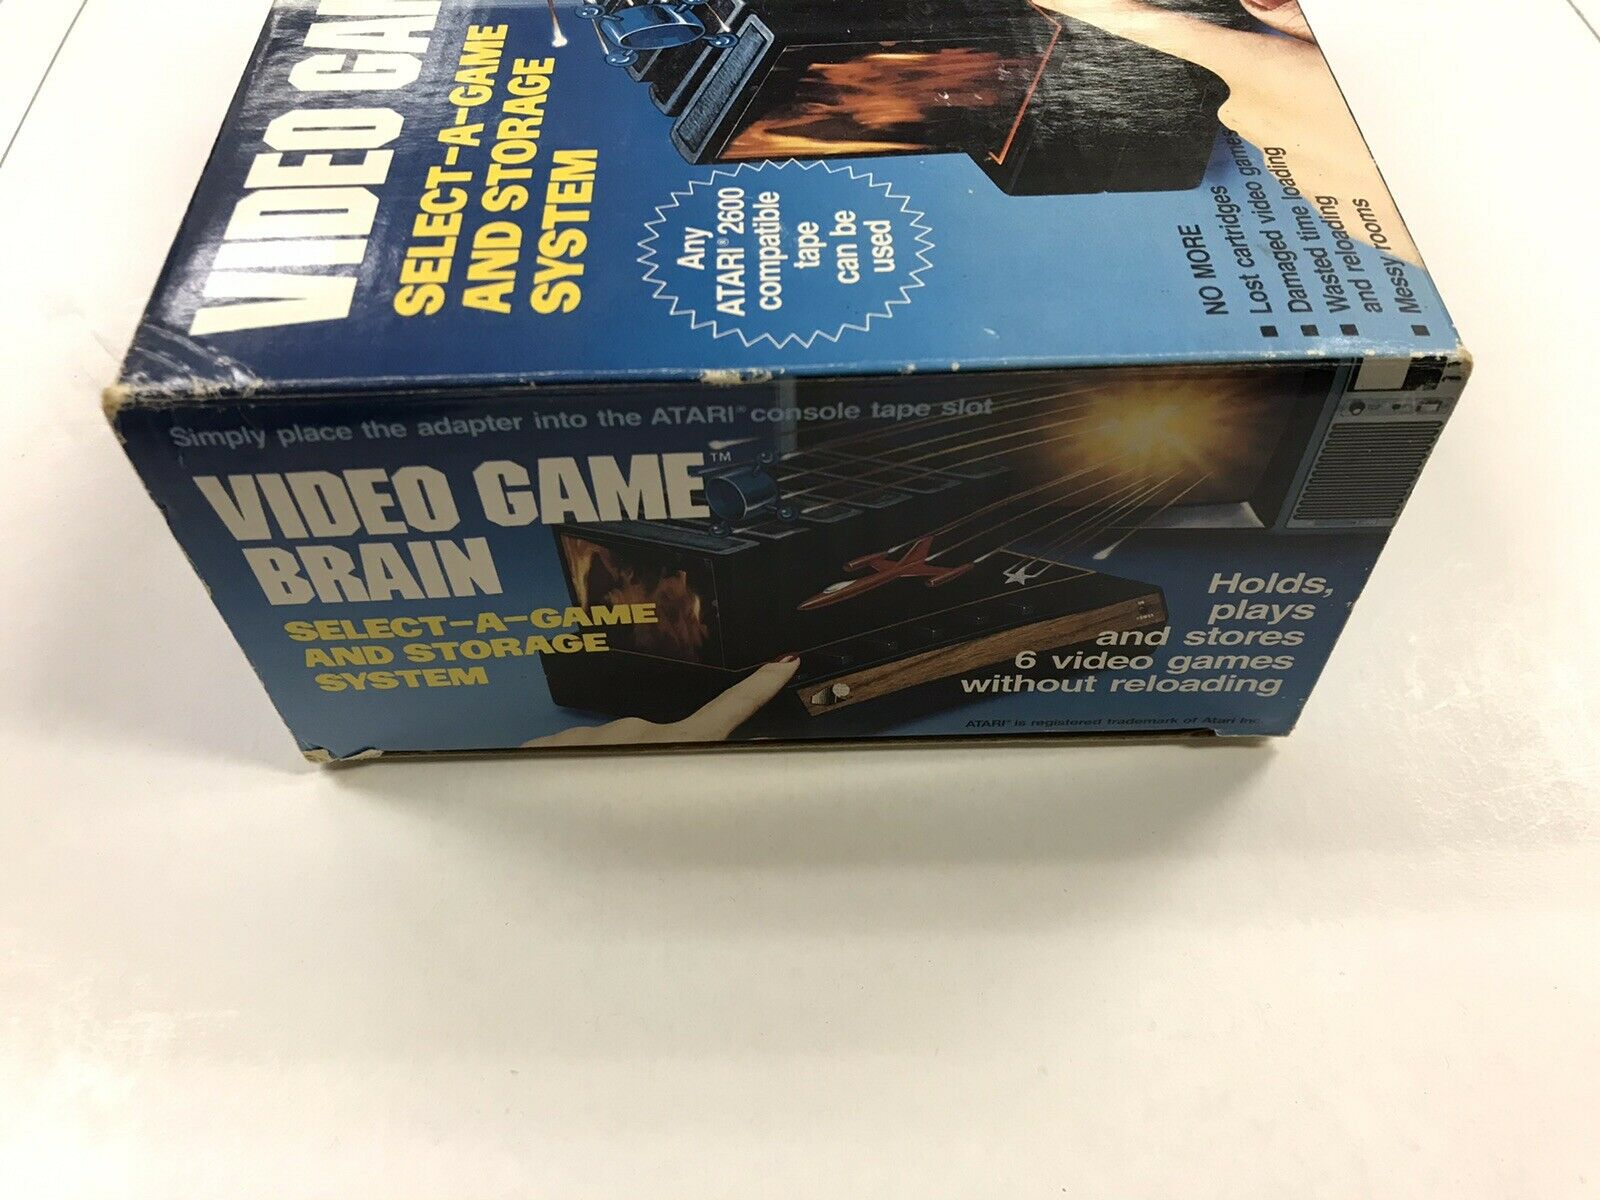 VIDEO GA
SELECT-A-GAME
AND STORAGE
SYSTEM
Any
ATARI® 2600
compatible
tape
can be
used
NO MORE
■ Lost cartridges
■ Damaged video games
■ Wasted time loading
and reloading
■ Messy rooms
Simply place the adapter into the ATARI® console tape slot
VIDEO GAME™
BRAIN
SELECT-A-GAME
AND STORAGE
SYSTEM
Holds,
plays
and stores
6 video games
without reloading
ATARI® is registered trademark of Atari Inc.